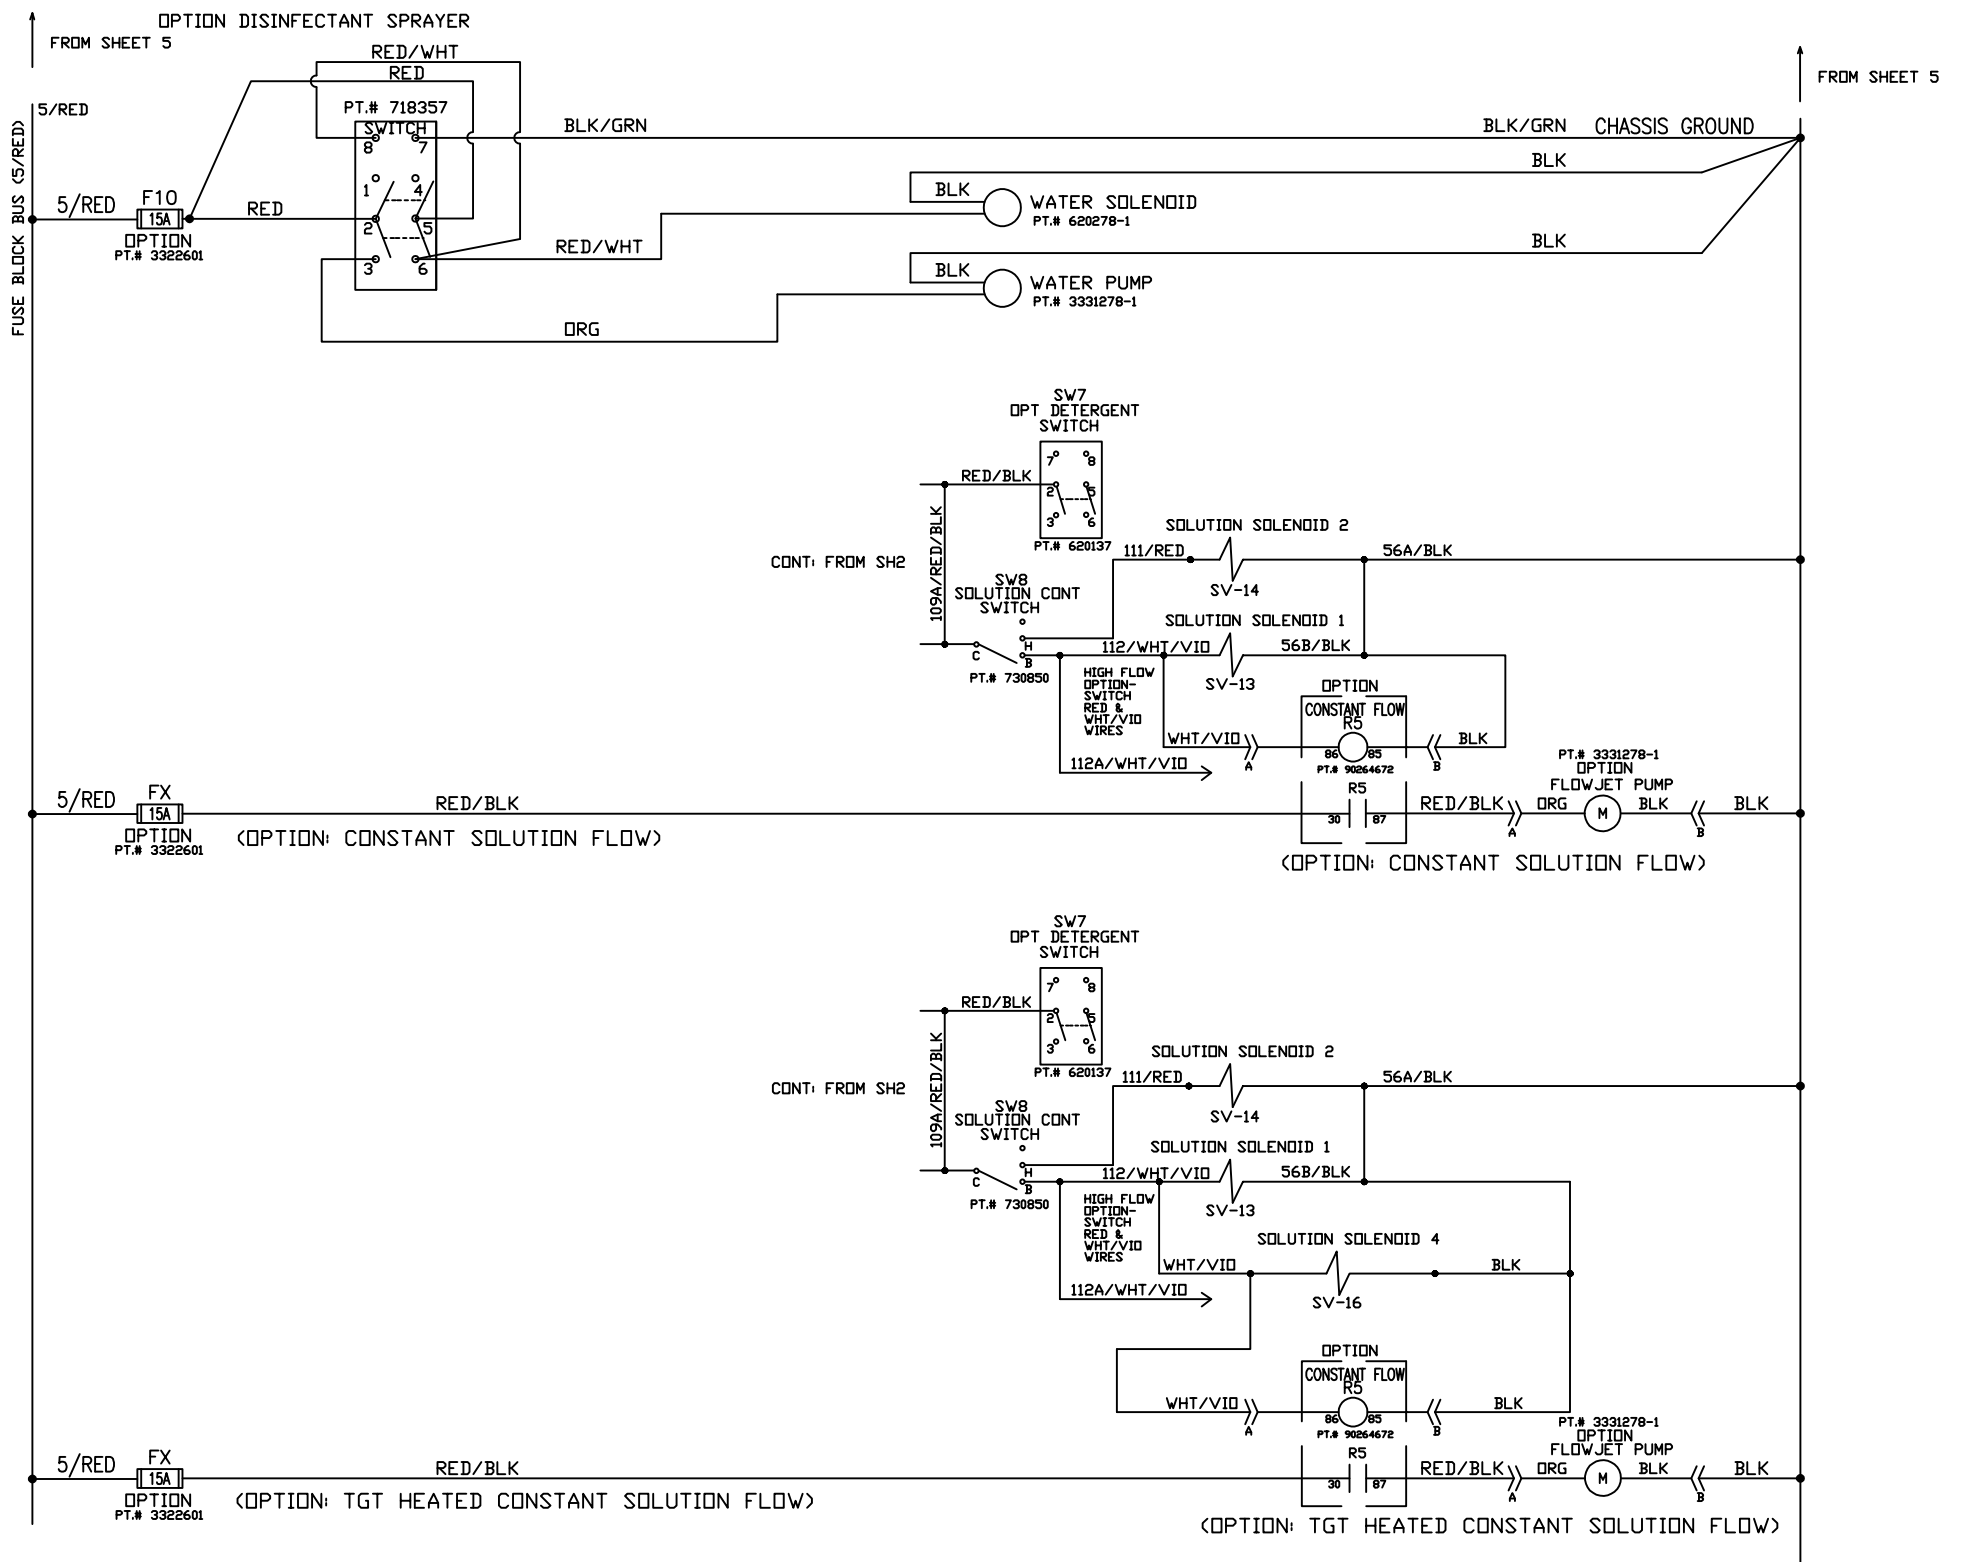 OPTION DISINFECTANT SPRAYER
FROM SHEET 5
RED/WHT
RED
FROM SHEET 5
5/RED
PT.# 718357
SWITCH
8
7
BLK/GRN
BLK/GRN
CHASSIS GROUND
BLK
FUSE BLOCK BUS (5/RED)
1
4
BLK
WATER SOLENOID
PT.# 620278-1
5/RED
F10
15A
OPTION
PT.# 3322601
RED
2
5
RED/WHT
BLK
3
6
BLK
WATER PUMP
PT.# 3331278-1
ORG
SW7
OPT DETERGENT
SWITCH
7
8
RED/BLK
2
5
3
6
PT.# 620137
109A/RED/BLK
CONT: FROM SH2
SOLUTION SOLENOID 2
111/RED
56A/BLK
SV-14
SW8
SOLUTION CONT
SWITCH
SOLUTION SOLENOID 1
H
112/WHT/VIO
56B/BLK
C
B
PT.# 730850
SV-13
HIGH FLOW
OPTION-
SWITCH
RED &
WHT/VIO
WIRES
OPTION
CONSTANT FLOW
R5
WHT/VIO
A
86
85
B
BLK
PT.# 90264672
112A/WHT/VIO
PT.# 3331278-1
OPTION
FLOWJET PUMP
5/RED
FX
15A
OPTION
PT.# 3322601
RED/BLK
(OPTION: CONSTANT SOLUTION FLOW)
R5
30
87
RED/BLK
A
ORG
M
BLK
B
BLK
(OPTION: CONSTANT SOLUTION FLOW)
SW7
OPT DETERGENT
SWITCH
7
8
RED/BLK
2
5
3
6
PT.# 620137
109A/RED/BLK
CONT: FROM SH2
SOLUTION SOLENOID 2
111/RED
56A/BLK
SV-14
SW8
SOLUTION CONT
SWITCH
SOLUTION SOLENOID 1
H
112/WHT/VIO
56B/BLK
C
B
PT.# 730850
SV-13
HIGH FLOW
OPTION-
SWITCH
RED &
WHT/VIO
WIRES
SOLUTION SOLENOID 4
WHT/VIO
BLK
SV-16
112A/WHT/VIO
OPTION
CONSTANT FLOW
R5
WHT/VIO
A
86
85
B
BLK
PT.# 90264672
PT.# 3331278-1
OPTION
FLOWJET PUMP
5/RED
FX
15A
OPTION
PT.# 3322601
RED/BLK
(OPTION: TGT HEATED CONSTANT SOLUTION FLOW)
R5
30
87
RED/BLK
A
ORG
M
BLK
B
BLK
(OPTION: TGT HEATED CONSTANT SOLUTION FLOW)